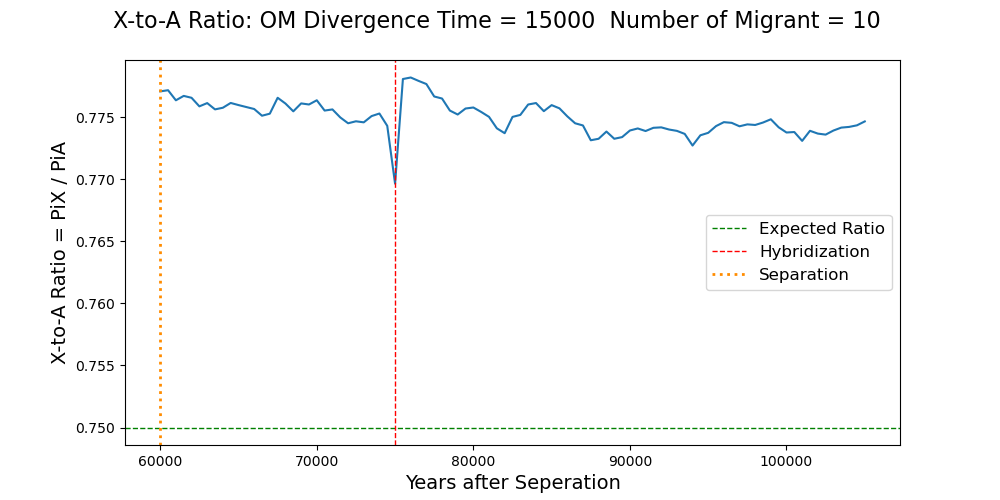 X-to-A Ratio: OM Divergence Time = 15000  Number of Migrant = 10
X-to-A Ratio = PiX / PiA
0.775
0.770
0.765
0.760
0.755
0.750
Expected Ratio
Hybridization
Separation
60000 70000 80000 90000 100000
Years after Seperation